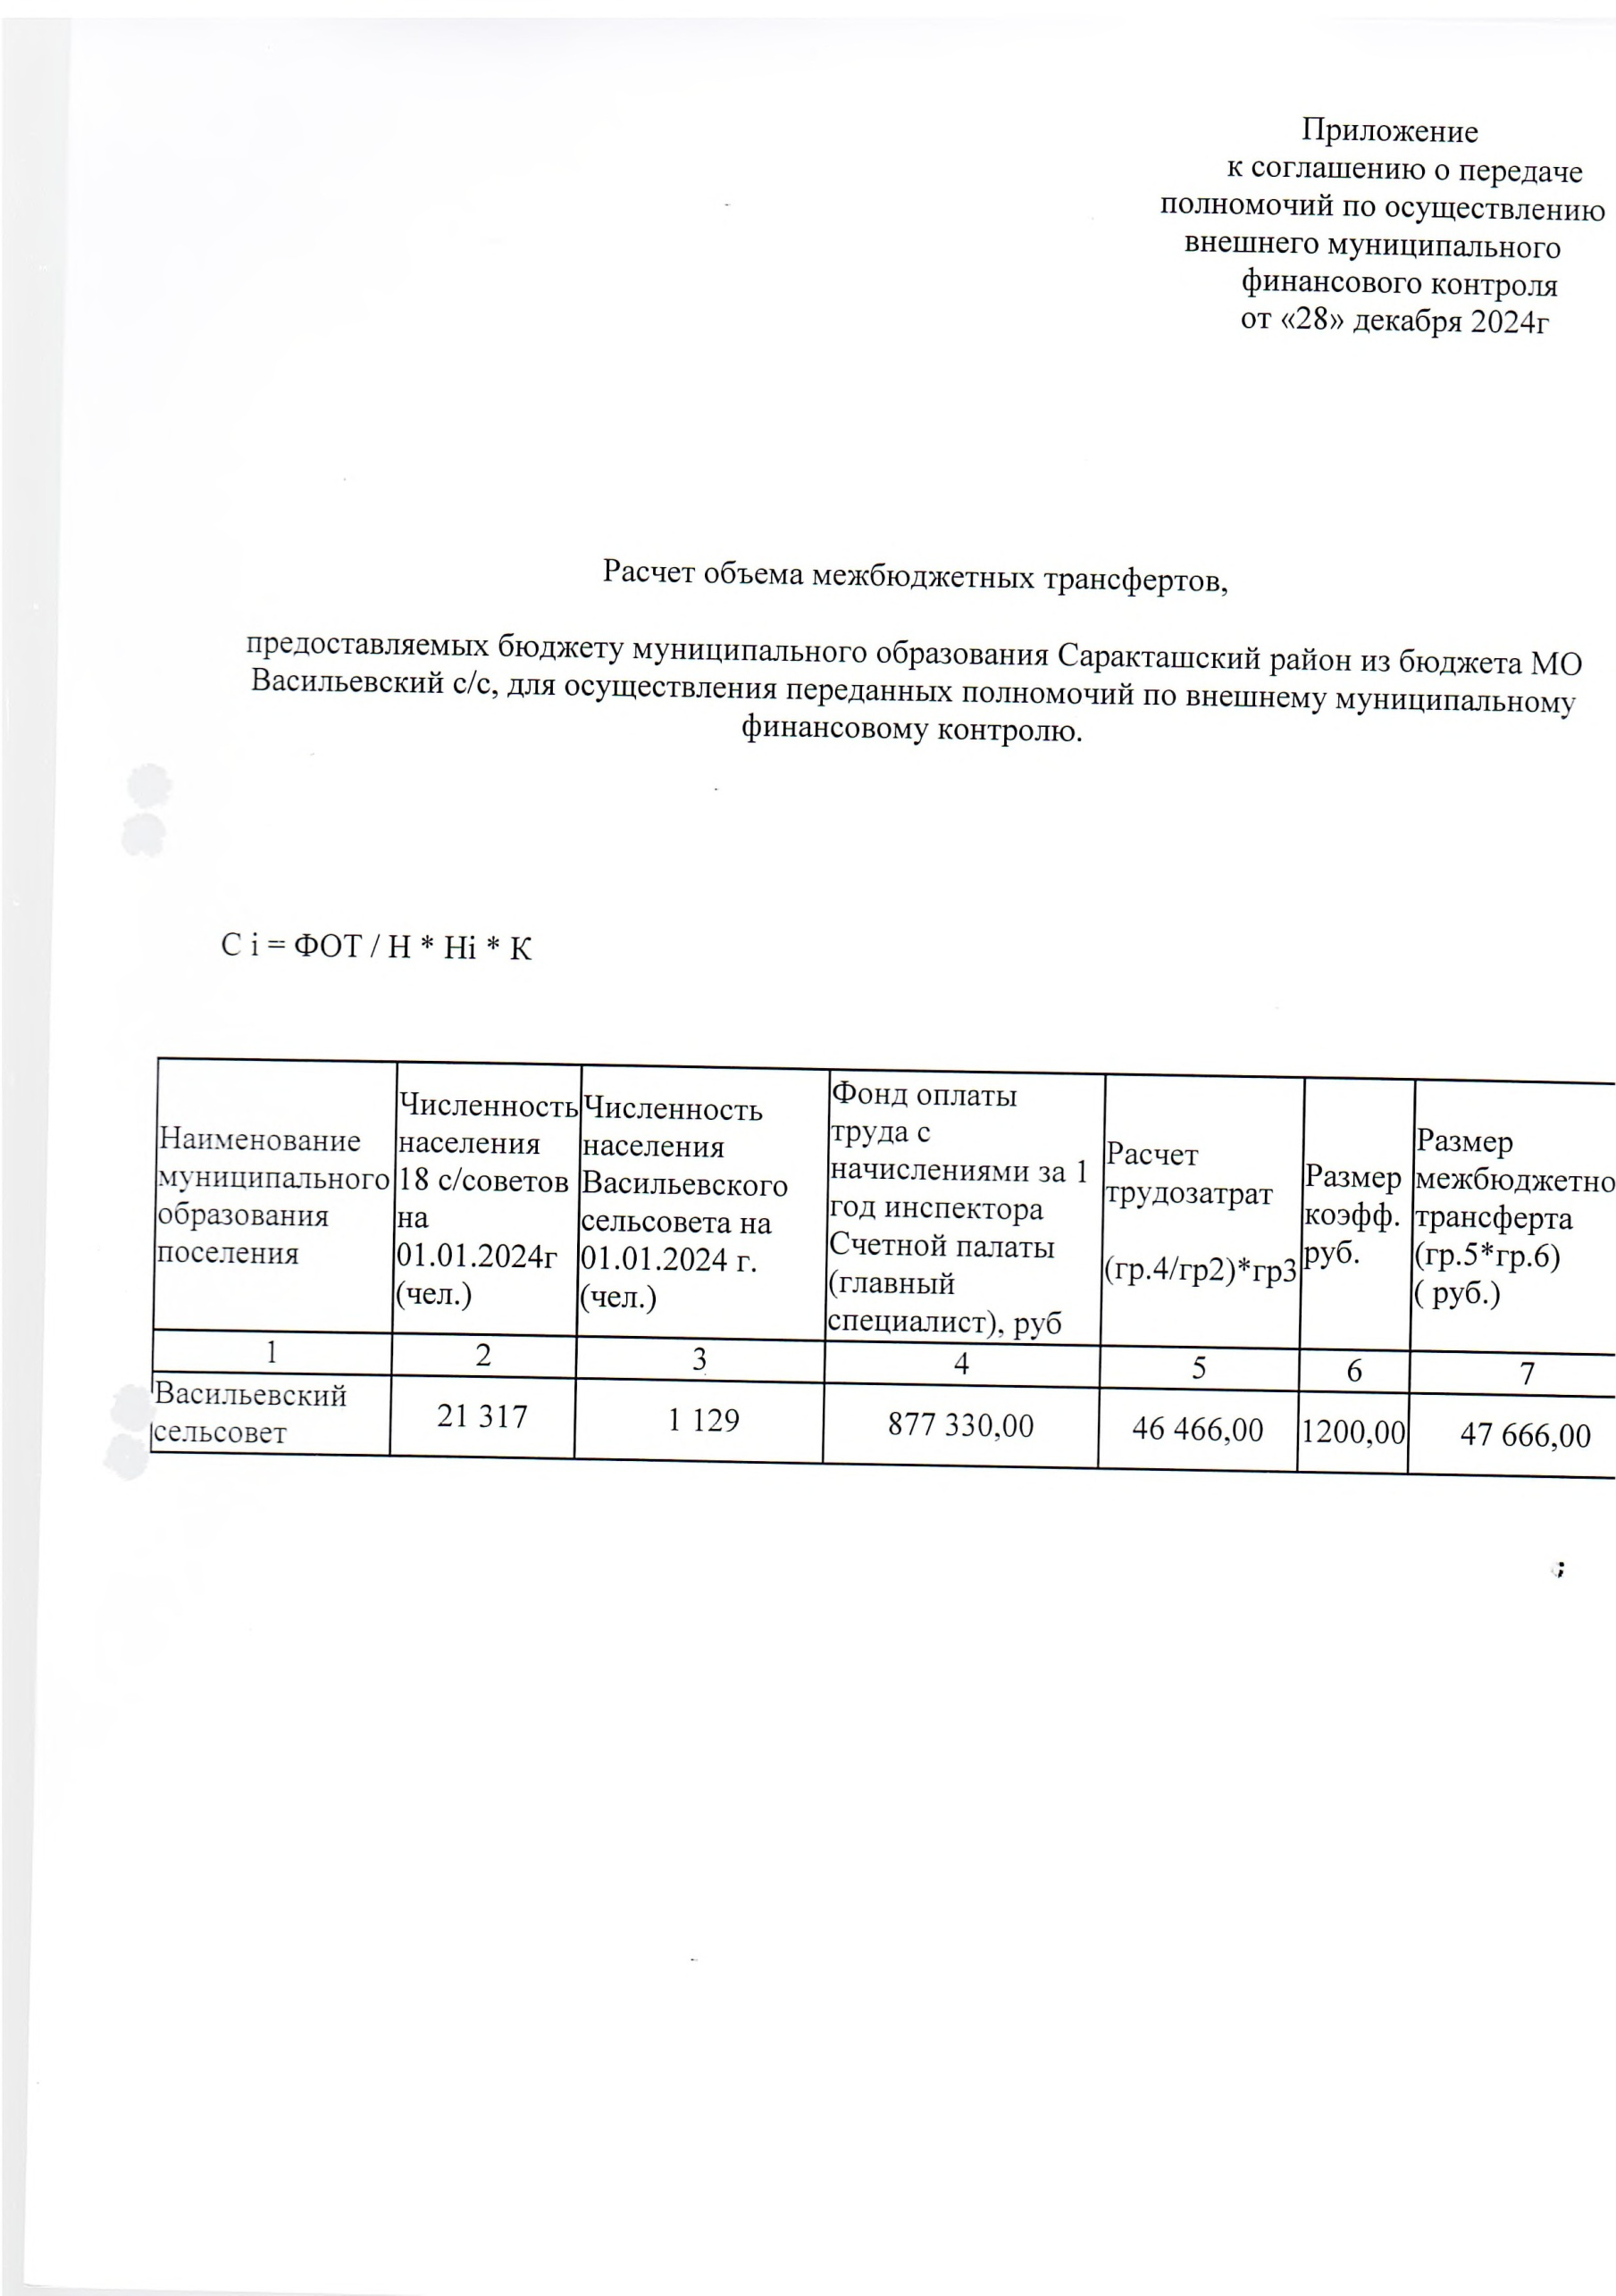 Приложение
к соглашению о передаче
полномочий по осуществлению
внешнего муниципального
финансового контроля
от «28» декабря 2024г
Расчет объема межбюджетных трансфертов,
предоставляемых бюджету муниципального образования Саракташский район из бюджета МО
Васильевский с/с, для осуществления переданных полномочий по внешнему муниципальному
финансовому контролю.
C i = ФОТ / Н * Нi * К
Наименование
муниципального
образования
поселения
Численность
населения
18 с/советов
на
01.01.2024г
(чел.)
Численность
населения
Васильевского
сельсовета на
01.01.2024 г.
(чел.)
Фонд оплаты
труда с
начислениями за 1
год инспектора
Счетной палаты
(главный
специалист), руб
Расчет
трудозатрат
(гр.4/гр2)*гр3
Размер
коэфф.
руб.
Размер
межбюджетно
трансферта
(гр.5*гр.6)
( руб.)
1 2 3 4 5 6 7
Васильевский
сельсовет
21 317
1 129
877 330,00
46 466,00
1200,00
47 666,00